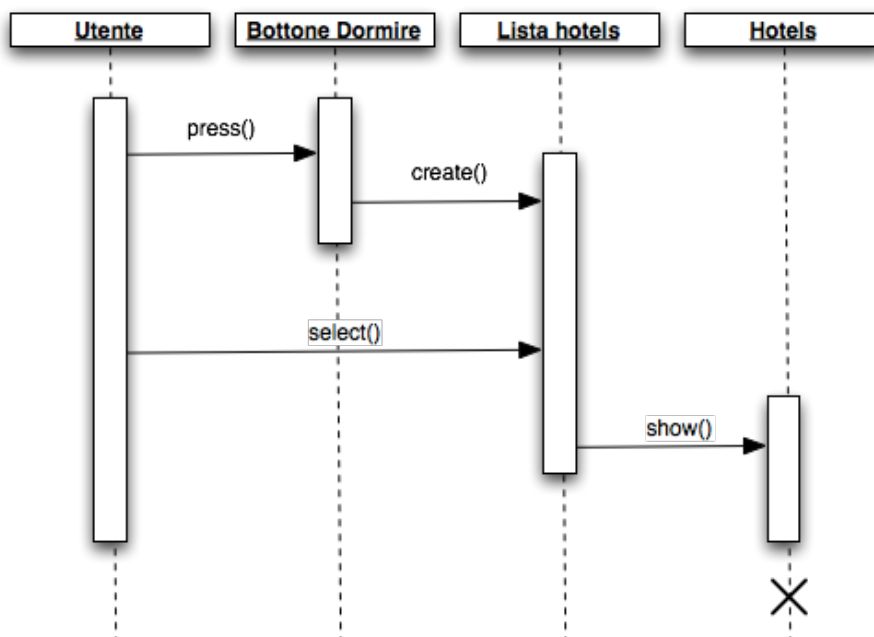 Utente
Bottone Dormire
Lista hotels
Hotels
press()
create()
select()
show()